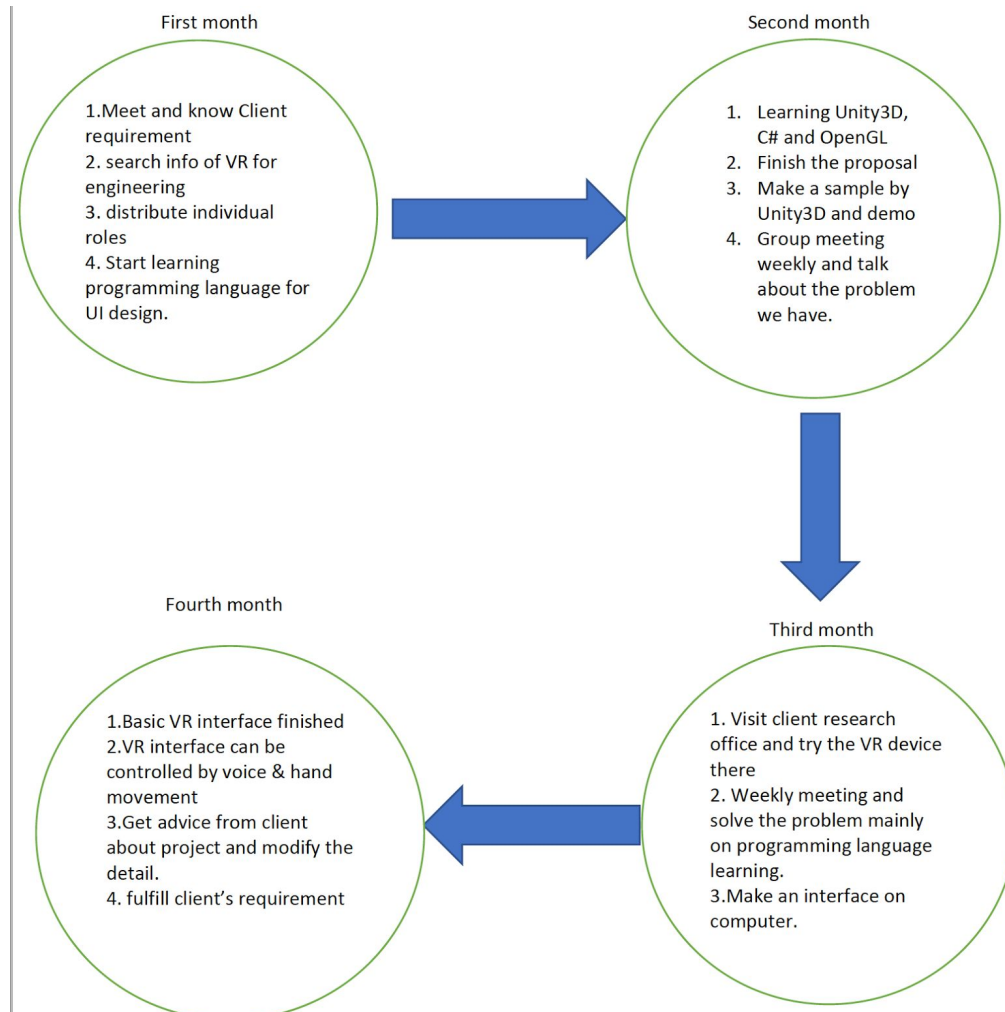 First month
1.Meet and know Client
requirement
2. search info of VR for
engineering
3. distribute individual
roles
4. Start learning
programming language for
UI design.
Second month
1. Learning Unity3D,
C# and OpenGL
2. Finish the proposal
3. Make a sample by
Unity3D and demo
4. Group meeting
weekly and talk
about the problem
we have.
Third month
1. Visit client research
office and try the VR device
there
2. Weekly meeting and
solve the problem mainly
on programming language
learning.
3.Make an interface on
computer.
Fourth month
1.Basic VR interface finished
2.VR interface can be
controlled by voice & hand
movement
3.Get advice from client
about project and modify the
detail.
4. fulfill client’s requirement